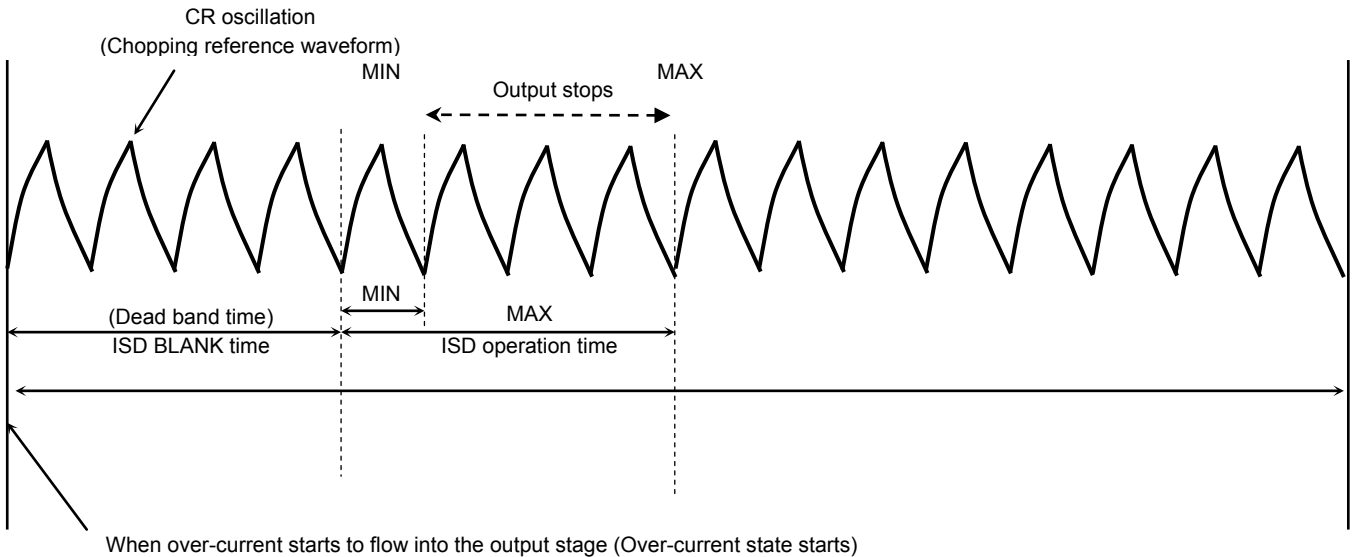 CR oscillation
(Chopping reference waveform)
MIN
MAX
Output stops
MIN
(Dead band time)
MAX
ISD BLANK time
ISD operation time
When over-current starts to flow into the output stage (Over-current state starts)